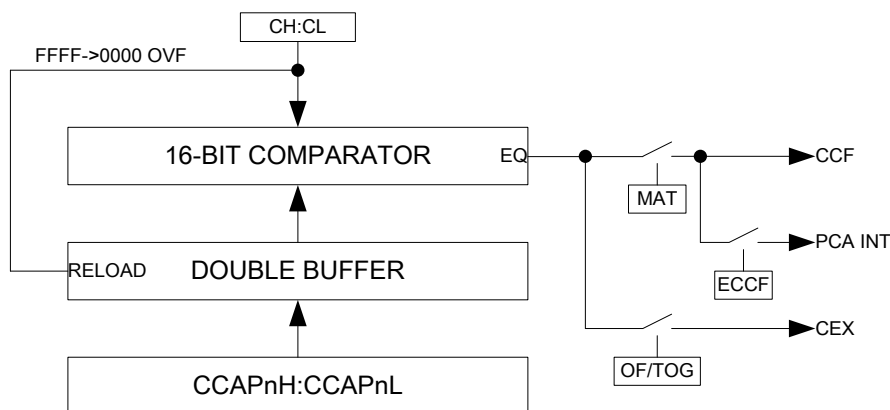 CH:CL
FFFF->0000 OVF
16-BIT COMPARATOR
EQ
CCF
MAT
PCA INT
RELOAD
DOUBLE BUFFER
ECCF
CEX
OF/TOG
CCAPnH:CCAPnL